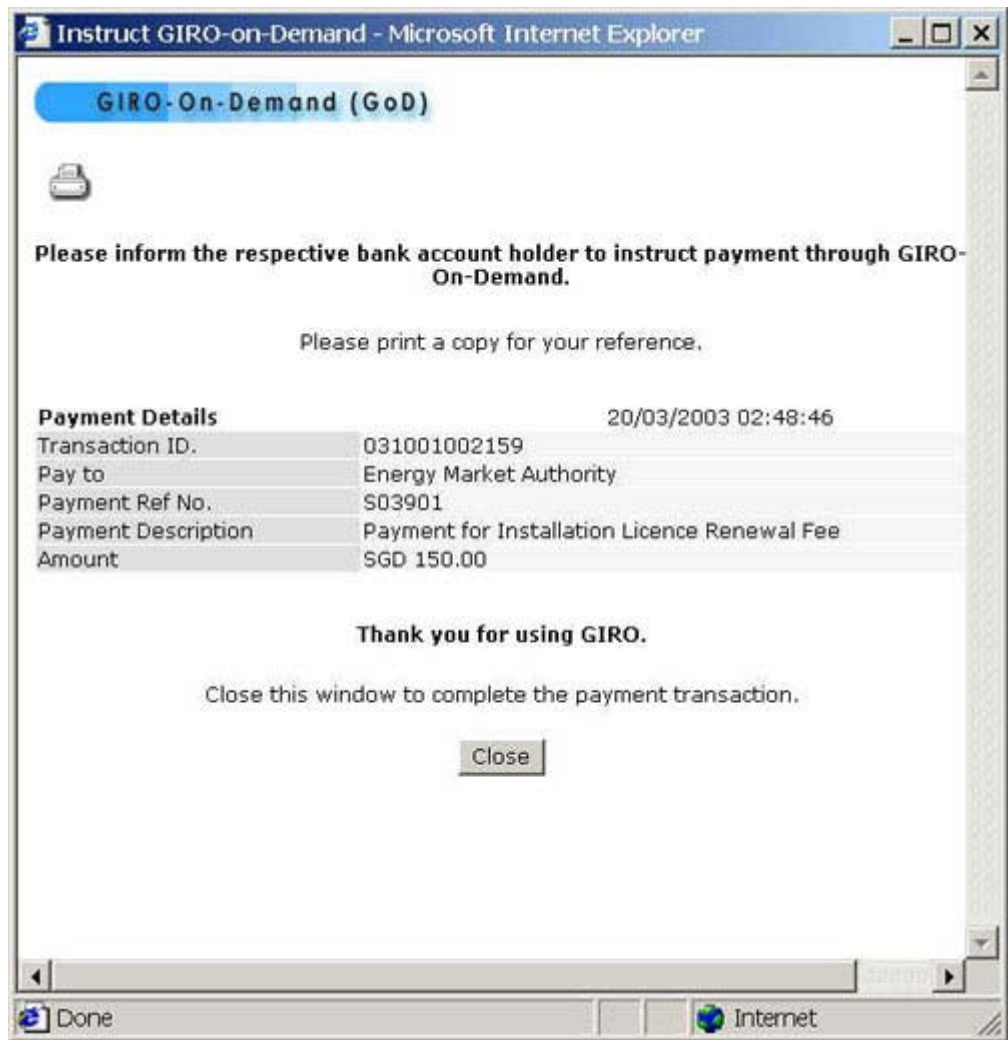 Instruct GIRO-on-Demand - Microsoft Internet Explorer
GIRO-On-Demand (GoD)
Please inform the respective bank account holder to instruct payment through GIRO-
On-Demand.
Please print a copy for your reference.
Payment Details 20/03/2003 02:48:46
Transaction ID. 031001002159
Pay to Energy Market Authority
Payment Ref No. S03901
Payment Description Payment for Installation Licence Renewal Fee
Amount SGD 150.00
Thank you for using GIRO.
Close this window to complete the payment transaction.
Close
Done Internet